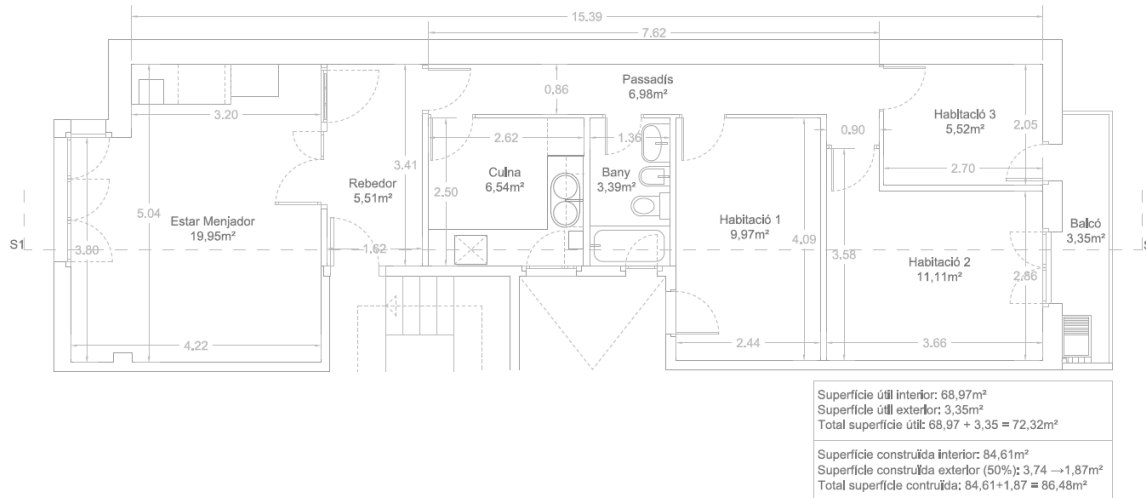 15.39
7.62
Passadís
6,98m²
0.86
3.20
Habitació 3
5,52m²
2.05
0.90
2.62
1.36
3.41
2.70
Cuina
6,54m²
Bany
3,39m²
2.50
Rebedor
5,51m²
5.04
Estar Menjador
19,95m²
Habitació 1
9,97m²
Balcó
3,35m²
S1
3.80
1.62
4.09
3.58
Habitació 2
11,11m²
2.86
S
4.22
2.44
3.66
Superfície útil interior: 68,97m²
Superfície útil exterior: 3,35m²
Total superfície útil: 68,97 + 3,35 = 72,32m²
Superfície construïda interior: 84,61m²
Superfície construïda exterior (50%): 3,74 →1,87m²
Total superfície contruïda: 84,61+1,87 = 86,48m²